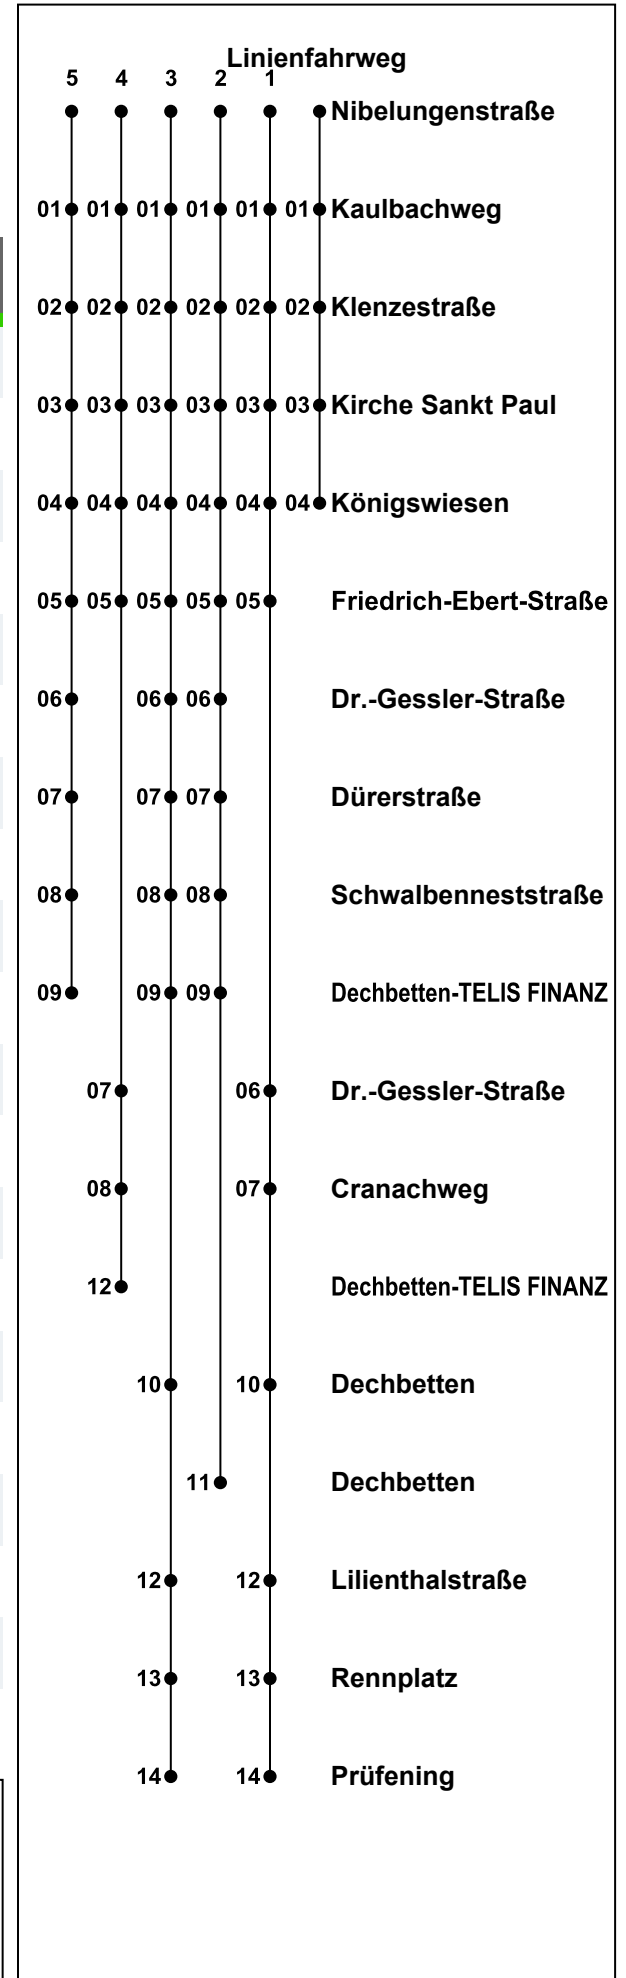 Linienfahrweg
5 4 3 2 1
Nibelungenstraße
01 01 01 01 01 01 Kaulbachweg
02 02 02 02 02 02 Klenzestraße
03 03 03 03 03 03 Kirche Sankt Paul
04 04 04 04 04 04 Königswiesen
05 05 05 05 05 Friedrich-Ebert-Straße
06 06 06 Dr.-Gessler-Straße
07 07 07 Dürerstraße
08 08 08 Schwalbenneststraße
09 09 09 Dechbetten-TELIS FINANZ
07 06 Dr.-Gessler-Straße
08 07 Cranachweg
12 Dechbetten-TELIS FINANZ
10 10 Dechbetten
11 Dechbetten
12 12 Lilienthalstraße
13 13 Rennplatz
14 14 Prüfening